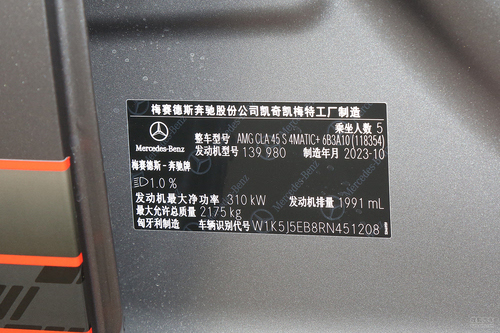 梅赛德斯奔驰股份公司凯奇凯梅特工厂制造
乘坐人数 5
整车型号 AMG CLA 45 S 4MATIC+ 6B3A10 (118354)
Mercedes-Benz 发动机型号 139 980 制造年月 2023-10
梅赛德斯-奔驰牌
1.0 %
发动机最大净功率 310 kW 发动机排量 1991 mL
最大允许总质量 2175 kg
匈牙利制造 车辆识别代号 W1K5J5EB8RN451208